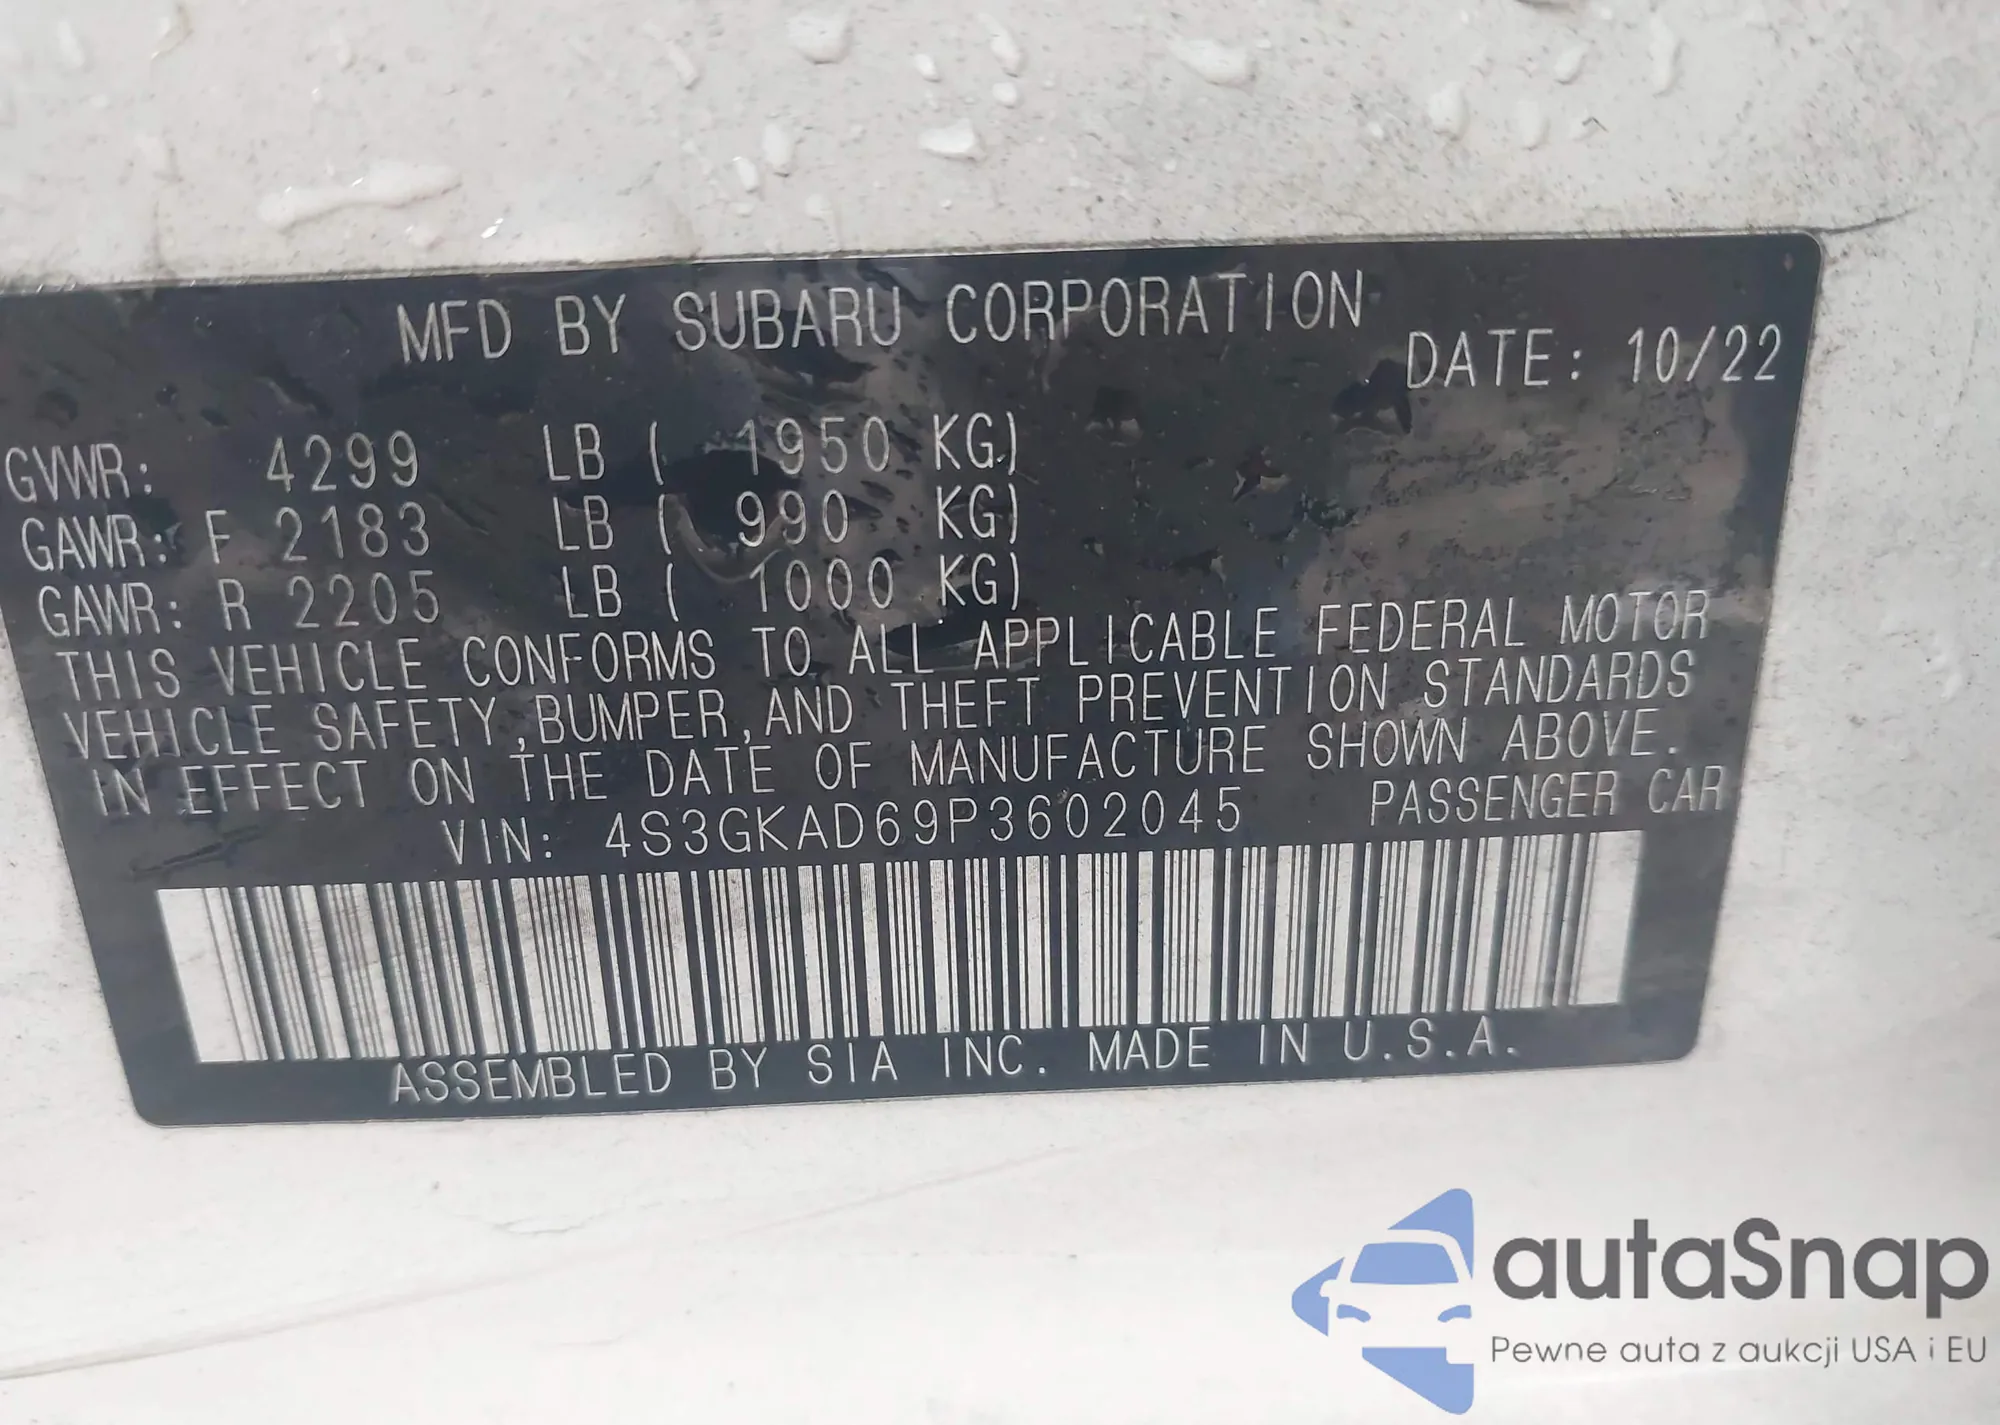 MFD BY SUBARU CORPORATION
DATE: 10/22
GVWR: 4299 LB ( 1950 KG)
GAWR: F 2183 LB ( 990 KG)
GAWR: R 2205 LB ( 1000 KG)
THIS VEHICLE CONFORMS TO ALL APPLICABLE FEDERAL MOTOR
VEHICLE SAFETY,BUMPER,AND THEFT PREVENTION STANDARDS
IN EFFECT ON THE DATE OF MANUFACTURE SHOWN ABOVE.
VIN: 4S3GKAD69P3602045 PASSENGER CAR
ASSEMBLED BY SIA INC. MADE IN U.S.A.
autaSnap
Pewne auta z aukcji USA i EU